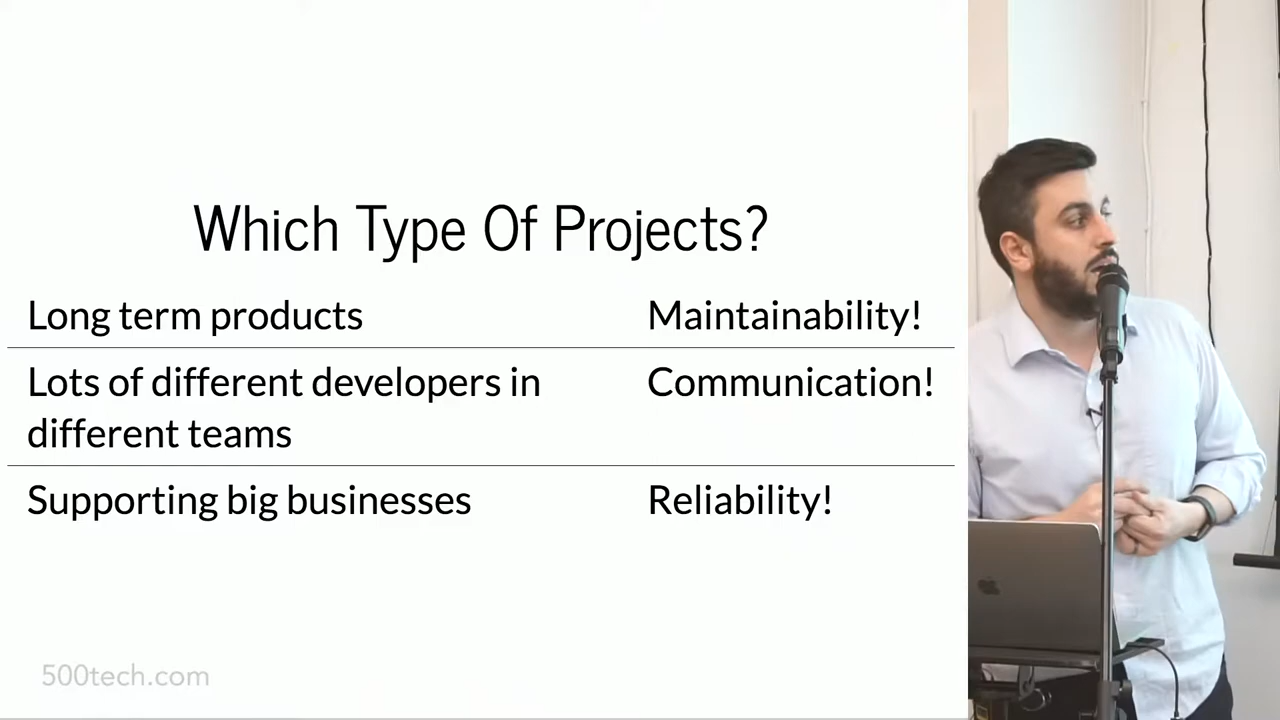 Which Type Of Projects?
Long term products
Maintainability!
Lots of different developers in
different teams
Communication!
Supporting big businesses
Reliability!
500tech.com